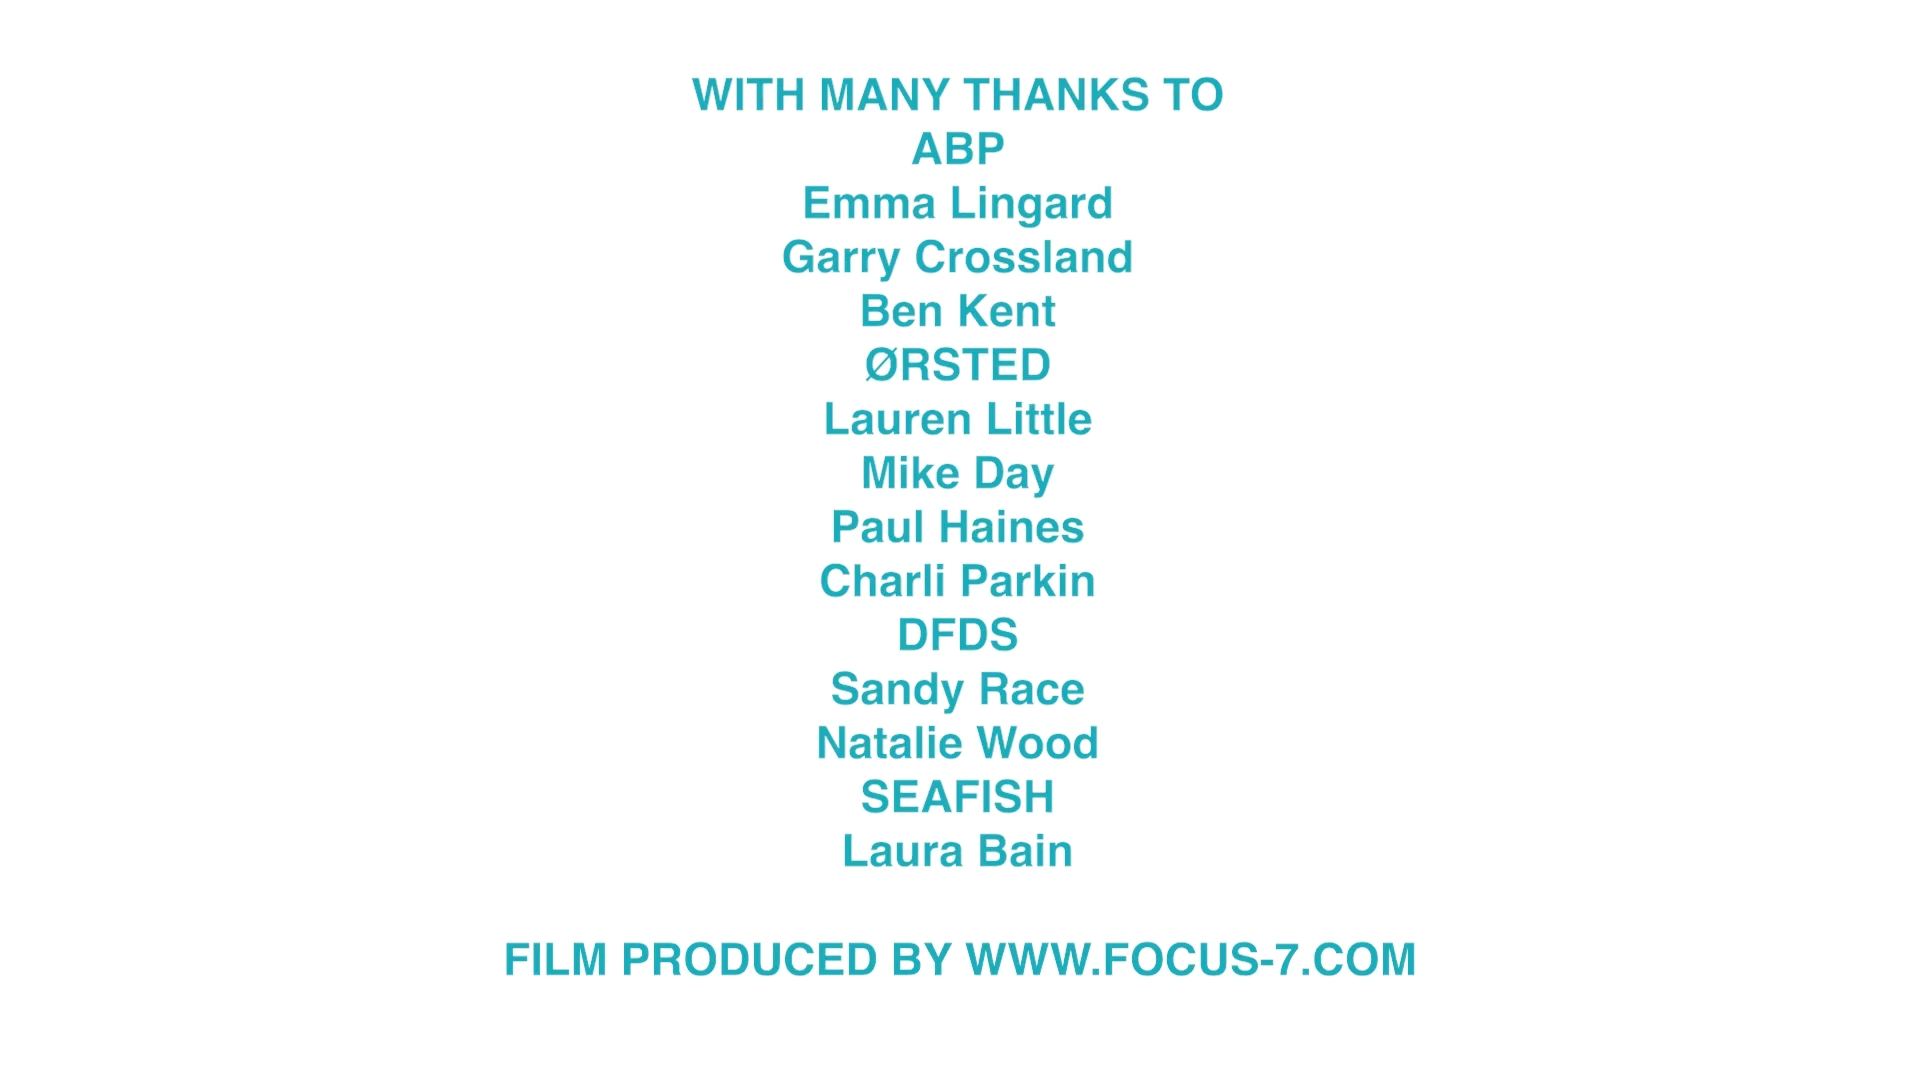 WITH MANY THANKS TO
ABP
Emma Lingard
Garry Crossland
Ben Kent
ØRSTED
Lauren Little
Mike Day
Paul Haines
Charli Parkin
DFDS
Sandy Race
Natalie Wood
SEAFISH
Laura Bain
FILM PRODUCED BY WWW.FOCUS-7.COM